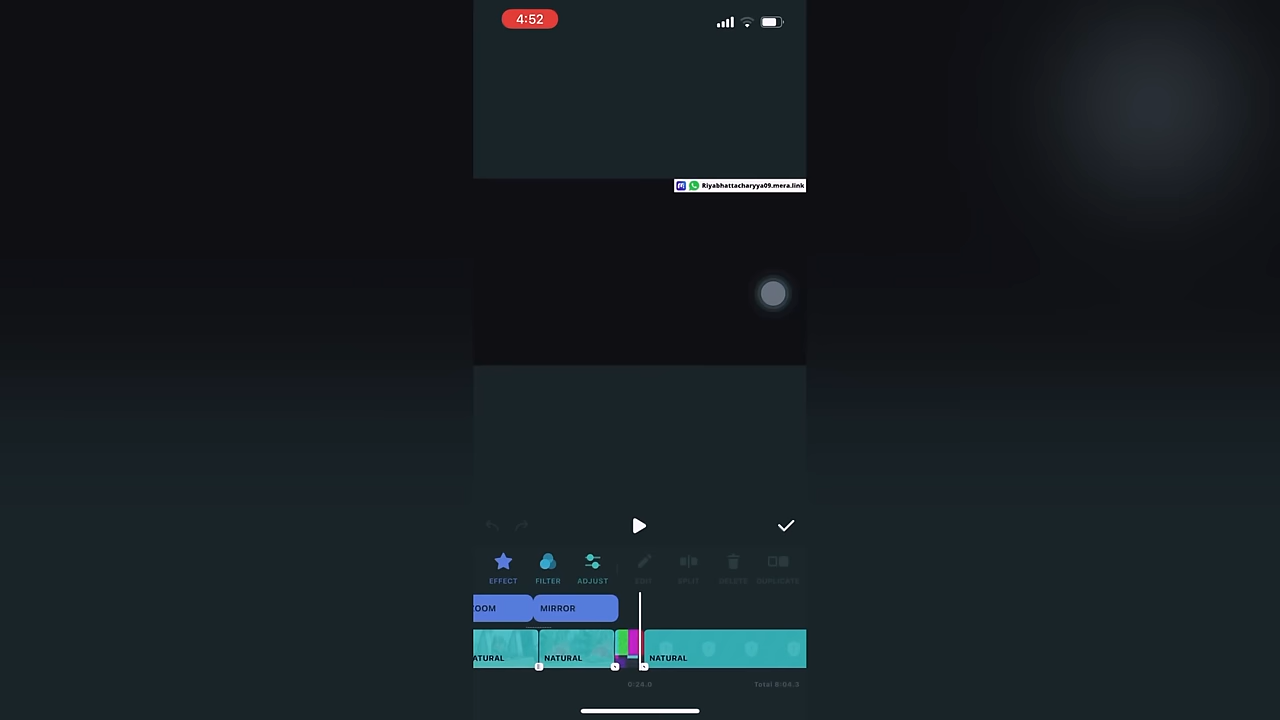 4:52
Riyabhattacharyya09.mera.link
EFFECT FILTER ADJUST EDIT SPLIT DELETE DUPLICATE
OOM MIRROR
ATURAL NATURAL NATURAL
0:24.0 Total 8:04.3